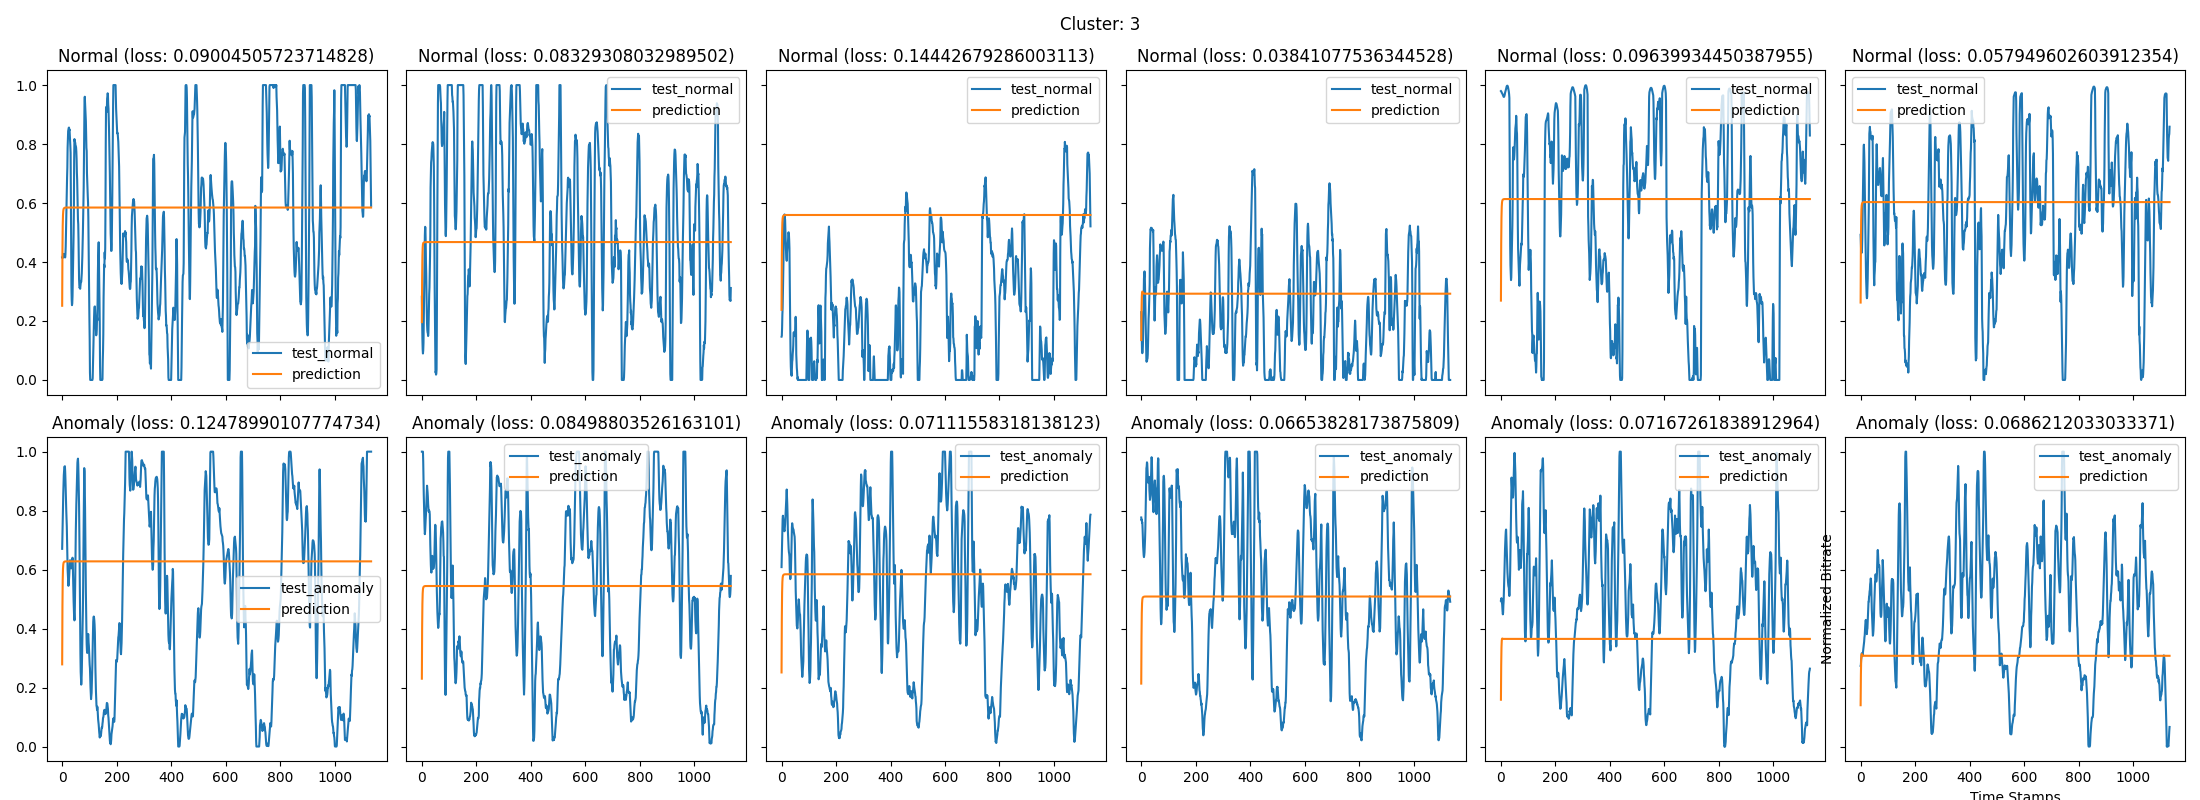 Cluster: 3
Normal (loss: 0.09004505723714828)
Normal (loss: 0.08329308032989502)
Normal (loss: 0.14442679286003113)
Normal (loss: 0.03841077536344528)
Normal (loss: 0.09639934450387955)
Normal (loss: 0.057949602603912354)
1.0
0.8
0.6
0.4
0.2
0.0
test_normal
prediction
test_normal
prediction
test_normal
prediction
test_normal
prediction
test_normal
prediction
test_normal
prediction
Anomaly (loss: 0.12478990107774734)
Anomaly (loss: 0.08498803526163101)
Anomaly (loss: 0.07111558318138123)
Anomaly (loss: 0.06653828173875809)
Anomaly (loss: 0.07167261838912964)
Anomaly (loss: 0.0686212033033371)
1.0
0.8
0.6
0.4
0.2
0.0
test_anomaly
prediction
test_anomaly
prediction
test_anomaly
prediction
test_anomaly
prediction
test_anomaly
prediction
test_anomaly
prediction
Normalized Bitrate
0 200 400 600 800 1000
0 200 400 600 800 1000
0 200 400 600 800 1000
0 200 400 600 800 1000
0 200 400 600 800 1000
0 200 400 600 800 1000
Time Stamps